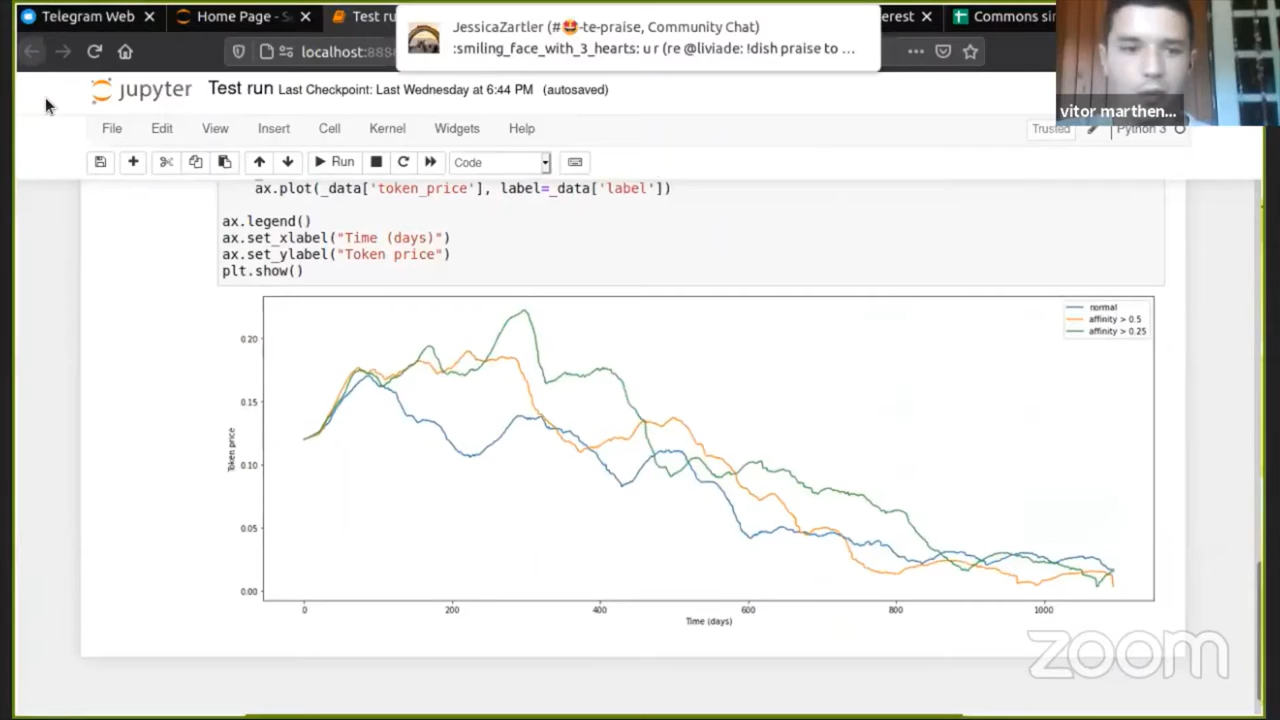 Telegram Web
Home Page - S
Test ru
JessicaZartler (#🤩-te-praise, Community Chat)
:smiling_face_with_3_hearts: u r (re @liviade: !dish praise to ...
erest
Commons sin
localhost:888
vitor marthen...
jupyter
Test run Last Checkpoint: Last Wednesday at 6:44 PM (autosaved)
File Edit View Insert Cell Kernel Widgets Help
Trusted
Python 3
Run
Code
ax.plot(_data['token_price'], label=_data['label'])
ax.legend()
ax.set_xlabel("Time (days)")
ax.set_ylabel("Token price")
plt.show()
normal
affinity > 0.5
affinity > 0.25
0.20
0.15
0.10
0.05
0.00
Token price
0 200 400 600 800 1000
Time (days)
zoom